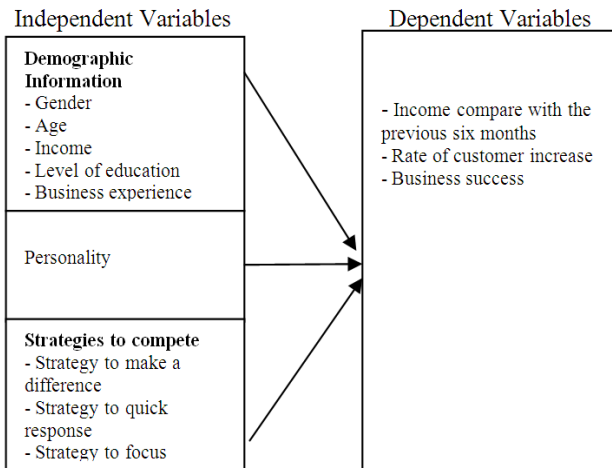 Independent Variables
Demographic
Information
- Gender
- Age
- Income
- Level of education
- Business experience
Personality
Strategies to compete
- Strategy to make a
difference
- Strategy to quick
response
- Strategy to focus
Dependent Variables
- Income compare with the
previous six months
- Rate of customer increase
- Business success